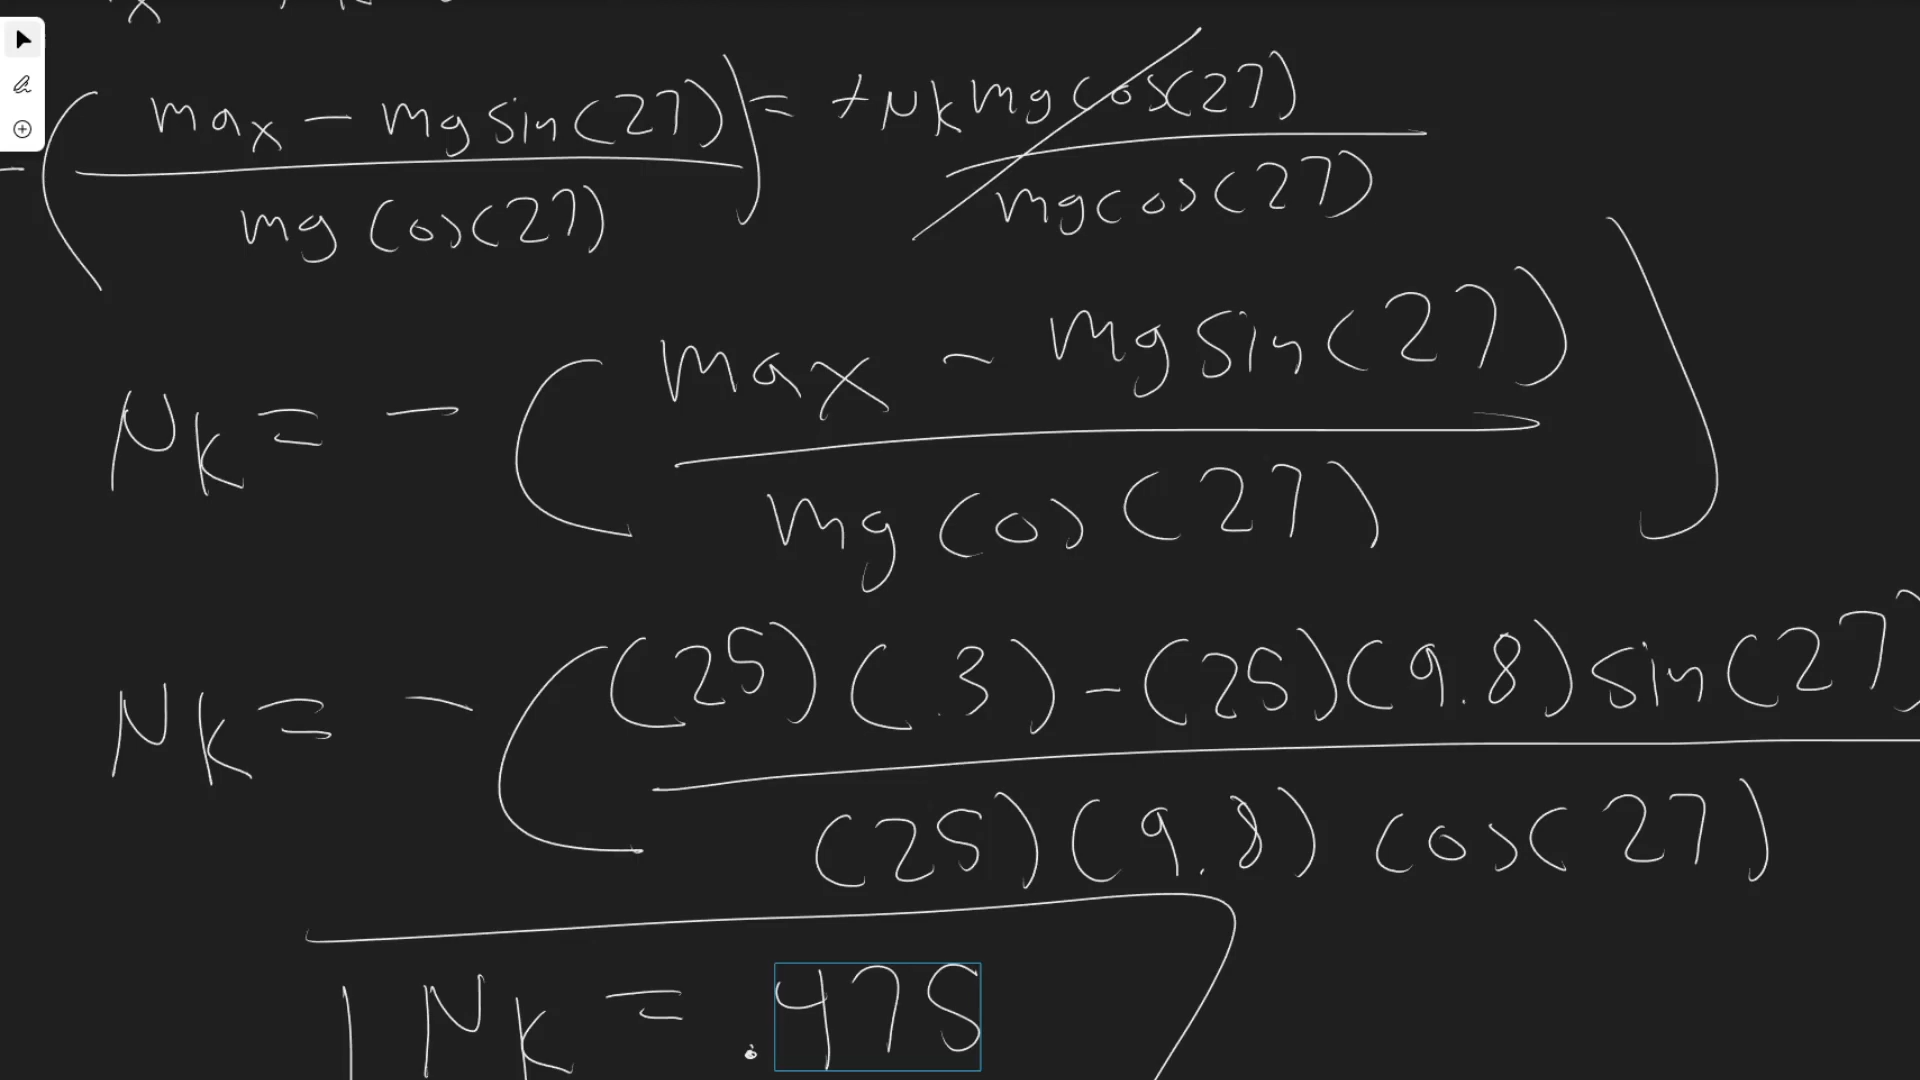 -(max - mg sin(27) / mg cos(27)) = +μk mg cos(27) / mg cos(27)
μk = -(max - mg sin(27) / mg cos(27))
μk = -((25)(.3) - (25)(9.8) sin(27) / (25)(9.8) cos(27)
μk = .475